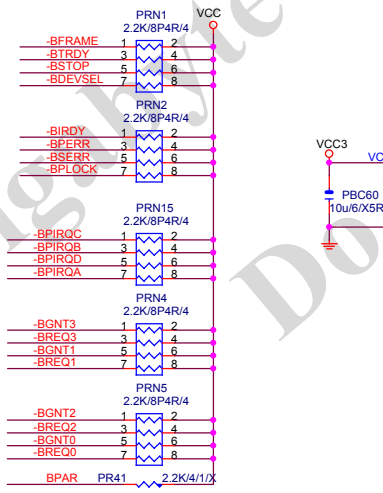 PRN1
VCC
2.2K/8P4R/4
-BFRAME 1 2
-BTRDY 3 4
-BSTOP 5 6
-BDEVSEL 7 8
PRN2
2.2K/8P4R/4
-BIRDY 1 2
-BPERR 3 4
-BSERR 5 6
-BPLOCK 7 8
VCC3
VC
PBC60
10u/6/X5R
PRN15
2.2K/8P4R/4
-BPIRQC 1 2
-BPIRQB 3 4
-BPIRQD 5 6
-BPIRQA 7 8
PRN4
2.2K/8P4R/4
-BGNT3 1 2
-BREQ3 3 4
-BGNT1 5 6
-BREQ1 7 8
PRN5
2.2K/8P4R/4
-BGNT2 1 2
-BREQ2 3 4
-BGNT0 5 6
-BREQ0 7 8
BPAR PR41 2.2K/4/1/X
gabyte
Do